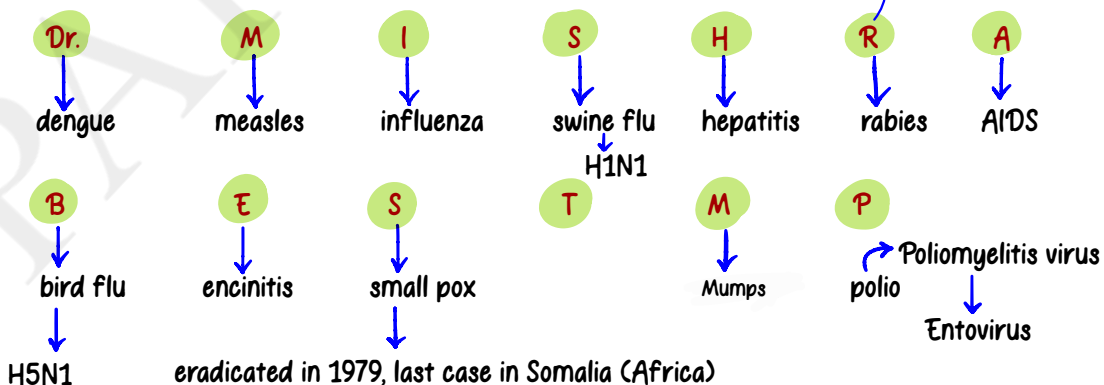 Dr. M I S H R A
dengue measles influenza swine flu hepatitis rabies AIDS
H1N1
B E S T M P
Poliomyelitis virus
bird flu encinitis small pox Mumps polio
Entovirus
H5N1 eradicated in 1979, last case in Somalia (Africa)